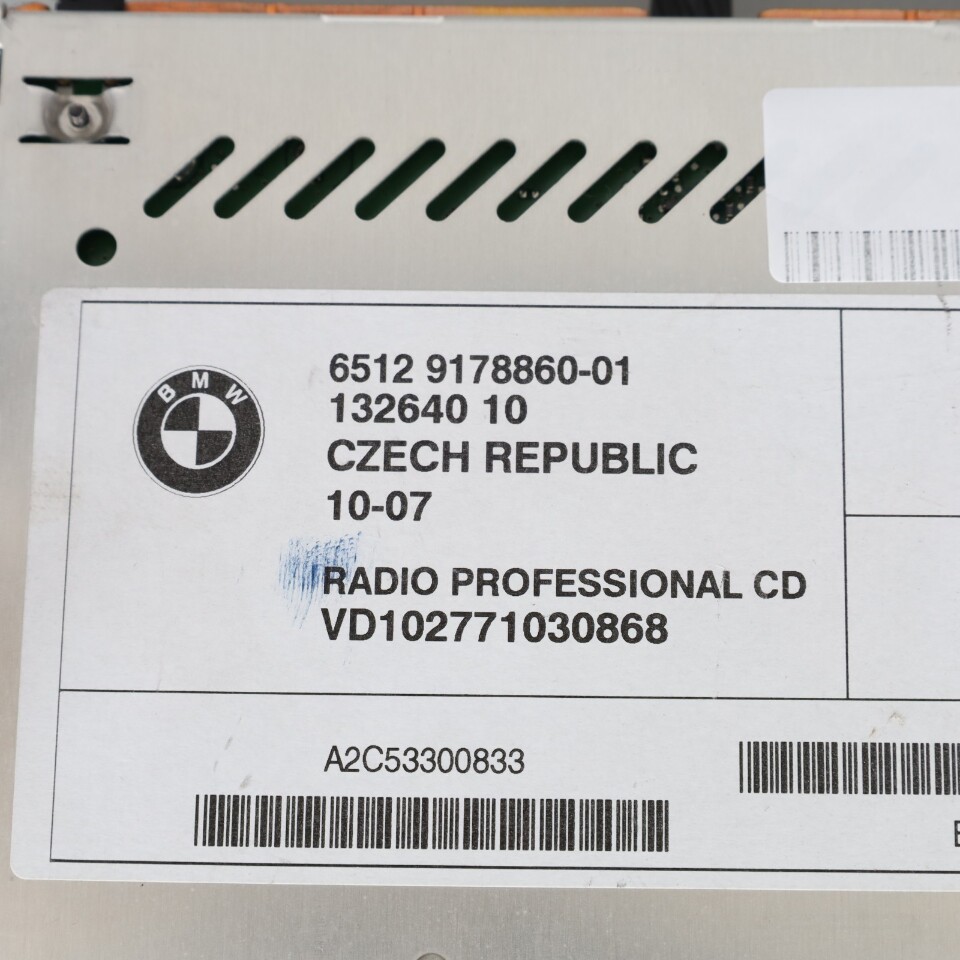 BMW
6512 9178860-01
132640 10
CZECH REPUBLIC
10-07
RADIO PROFESSIONAL CD
VD102771030868
A2C53300833